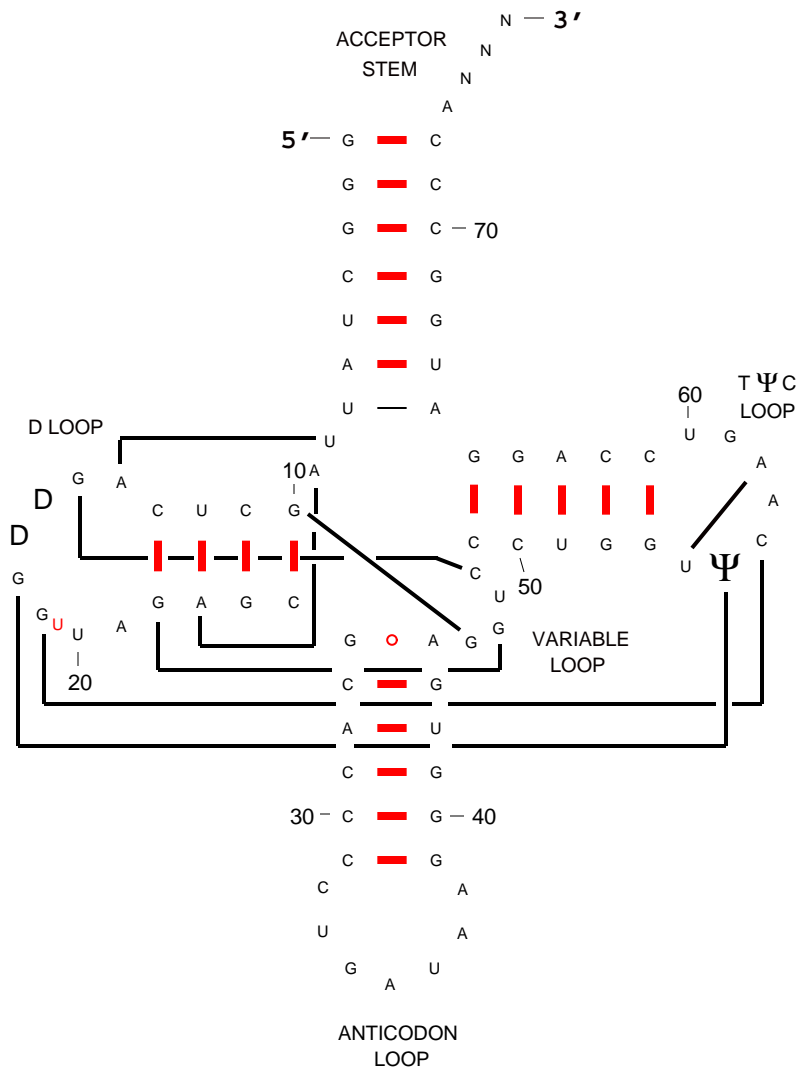 N — 3′
ACCEPTOR
STEM
N
N
A
5′ — G C
G C
G C — 70
C G
U G
A U
U A
T Ψ C
LOOP
60
D LOOP
U
U G
G A
10 A
G G A C C
A
D
A
C U C G
D
C C U G G U Ψ C
C
50
G
G U U A G A G C
U
G A G G
VARIABLE
LOOP
20
C G
A U
C G
30 — C G — 40
C G
C A
U A
G U
A
ANTICODON
LOOP